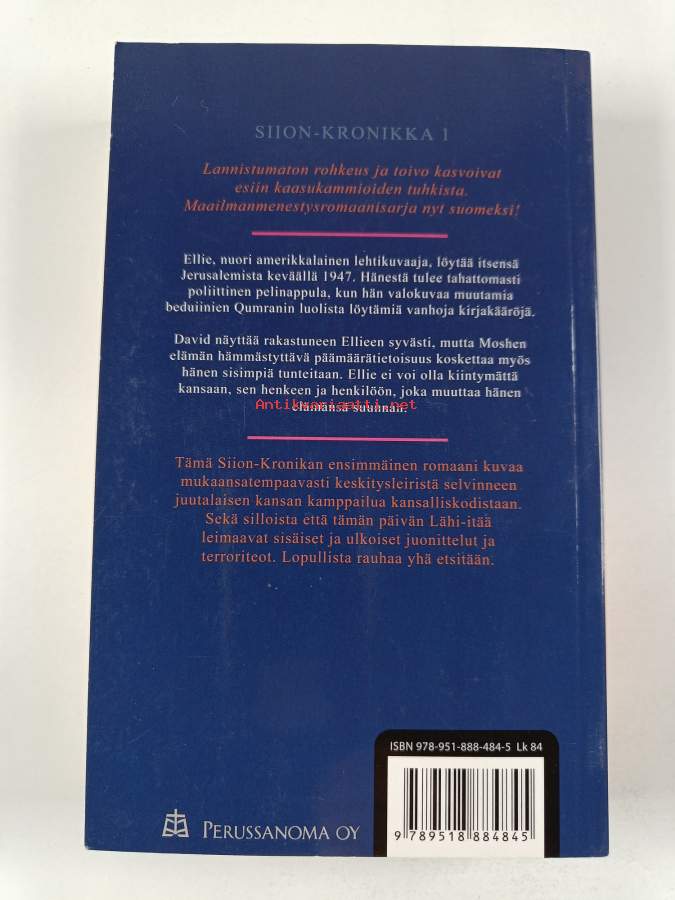 SIION-KRONIKKA 1
Lannistumaton rohkeus ja toivo kasvoivat
esiin kaasukammioiden tuhkista.
Maailmanmenestysromaanisarja nyt suomeksi!
Ellie, nuori amerikkalainen lehtikuvaaja, löytää itsensä
Jerusalemista keväällä 1947. Hänestä tulee tahattomasti
poliittinen pelinappula, kun hän valokuvaa muutamia
beduiinien Qumranin luolista löytämiä vanhoja kirjakääröjä.
David näyttää rakastuneen Ellieen syvästi, mutta Moshen
elämän hämmästyttävä päämäärätietoisuus koskettaa myös
hänen sisimpiä tunteitaan. Ellie ei voi olla kiintymättä
kansaan, sen henkeen ja henkilöön, joka muuttaa hänen
Antikvariaatti.net
elämänsä suunnan.
Tämä Siion-Kronikan ensimmäinen romaani kuvaa
mukaansatempaavasti keskitysleiristä selvinneen
juutalaisen kansan kamppailua kansalliskodistaan.
Sekä silloista että tämän päivän Lähi-itää
leimaavat sisäiset ja ulkoiset juonittelut ja
terroriteot. Lopullista rauhaa yhä etsitään.
ISBN 978-951-888-484-5 Lk 84
9 789518 884845
PERUSSANOMA OY